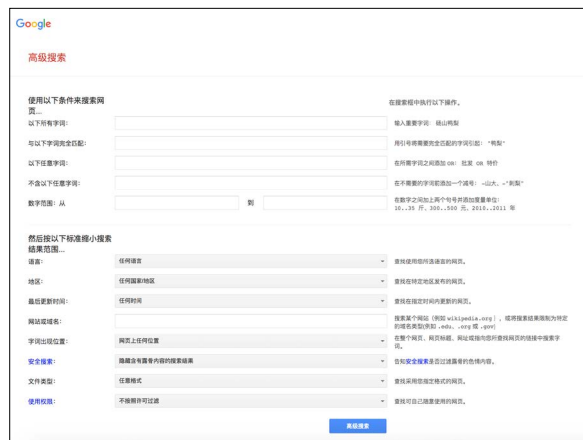 Google
高级搜索
使用以下条件来搜索网
页...
在搜索框中执行以下操作。
以下所有字词:
输入重要字词: 砀山鸭梨
与以下字词完全匹配:
用引号将需要完全匹配的字词引起: "鸭梨"
以下任意字词:
在所需字词之间添加 OR: 批发 OR 特价
不含以下任意字词:
在不需要的字词前添加一个减号: -山大、-"刺梨"
数字范围: 从
到
在数字之间加上两个句号并添加度量单位:
10..35 斤、300..500 元、2010..2011 年
然后按以下标准缩小搜索
结果范围...
语言:
任何语言
查找使用您所选语言的网页。
地区:
任何国家/地区
查找在特定地区发布的网页。
最后更新时间:
任何时间
查找在指定时间内更新的网页。
网站或域名:
搜索某个网站 (例如 wikipedia.org ), 或将搜索结果限制为特定
的域名类型(例如 .edu、.org 或 .gov)
字词出现位置:
网页上任何位置
在整个网页、网页标题、网址或指向您所查找网页的链接中搜索字
词。
安全搜索:
隐藏含有露骨内容的搜索结果
告知安全搜索是否过滤露骨的色情内容。
文件类型:
任意格式
查找采用您指定格式的网页。
使用权限:
不按照许可过滤
查找可自己随意使用的网页。
高级搜索